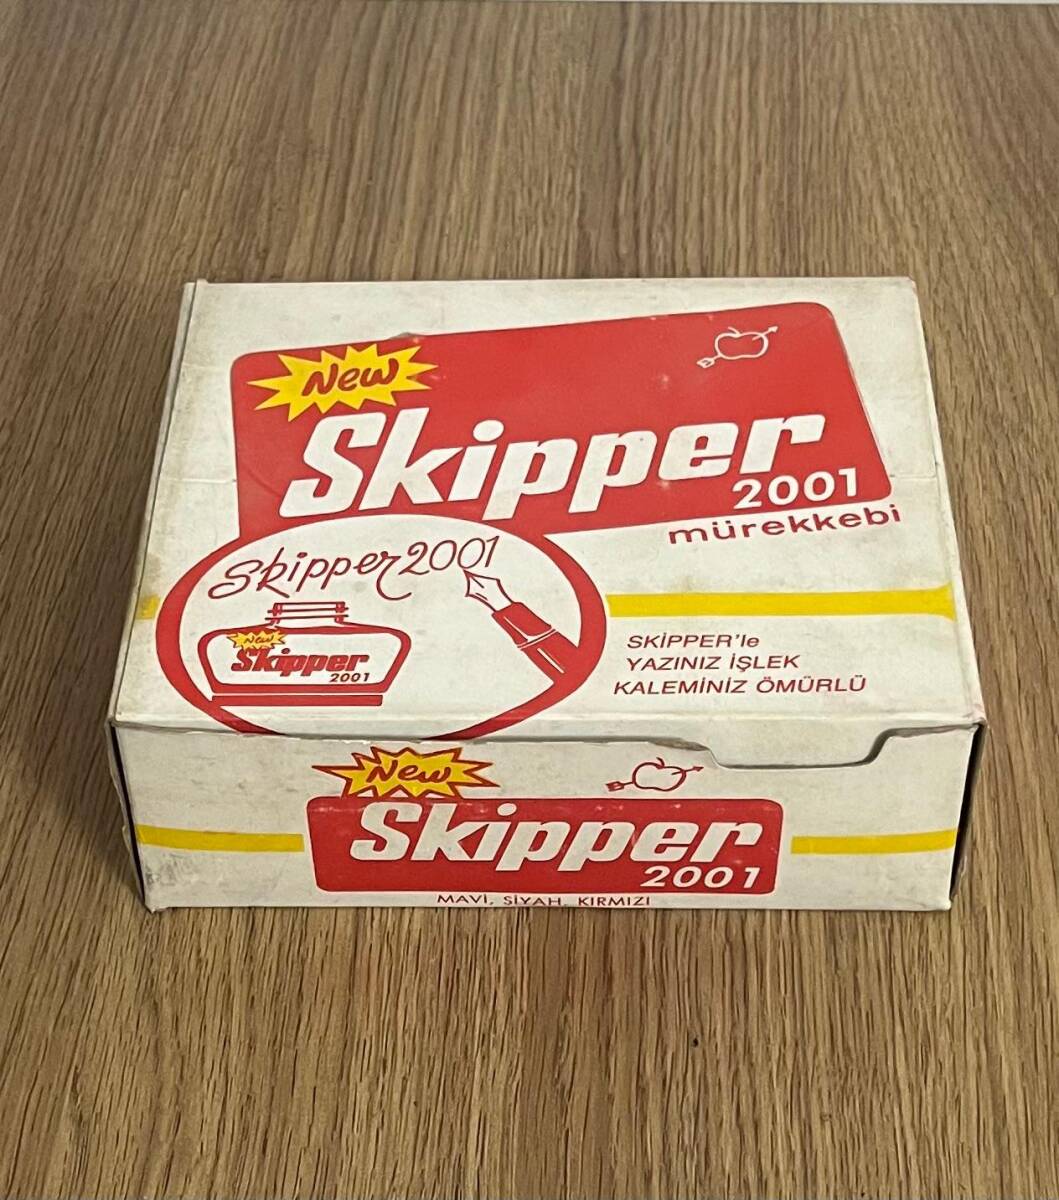 New
Skipper
2001
mürekkebi
Skipper 2001
New
Skipper
2001
SKİPPER'le
YAZINIZ İŞLEK
KALEMİNİZ ÖMÜRLÜ
New
Skipper
2001
MAVİ, SİYAH, KIRMIZI